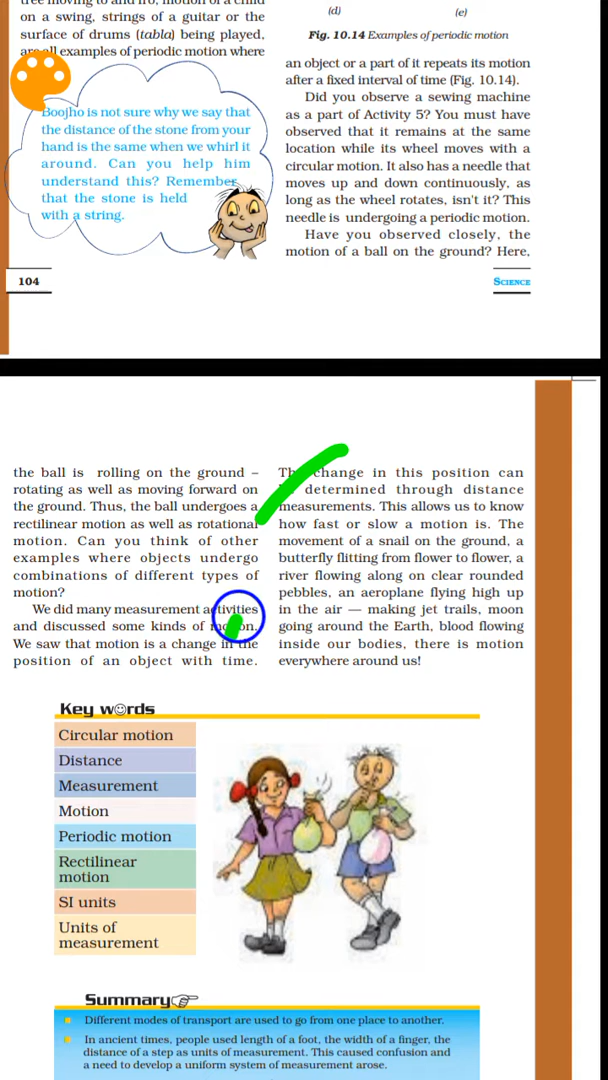 tree moving to and fro, motion of a child
on a swing, strings of a guitar or the
surface of drums (tabla) being played,
are all examples of periodic motion where
Boojho is not sure why we say that
the distance of the stone from your
hand is the same when we whirl it
around. Can you help him
understand this? Remember,
that the stone is held
with a string.
(d) (e)
Fig. 10.14 Examples of periodic motion
an object or a part of it repeats its motion
after a fixed interval of time (Fig. 10.14).
Did you observe a sewing machine
as a part of Activity 5? You must have
observed that it remains at the same
location while its wheel moves with a
circular motion. It also has a needle that
moves up and down continuously, as
long as the wheel rotates, isn't it? This
needle is undergoing a periodic motion.
Have you observed closely, the
motion of a ball on the ground? Here,
104
SCIENCE
the ball is rolling on the ground –
rotating as well as moving forward on
the ground. Thus, the ball undergoes a
rectilinear motion as well as rotational
motion. Can you think of other
examples where objects undergo
combinations of different types of
motion?
We did many measurement activities
and discussed some kinds of motion.
We saw that motion is a change in the
position of an object with time.
The change in this position can
be determined through distance
measurements. This allows us to know
how fast or slow a motion is. The
movement of a snail on the ground, a
butterfly flitting from flower to flower, a
river flowing along on clear rounded
pebbles, an aeroplane flying high up
in the air — making jet trails, moon
going around the Earth, blood flowing
inside our bodies, there is motion
everywhere around us!
Key words
Circular motion
Distance
Measurement
Motion
Periodic motion
Rectilinear
motion
SI units
Units of
measurement
Summary
Different modes of transport are used to go from one place to another.
In ancient times, people used length of a foot, the width of a finger, the
distance of a step as units of measurement. This caused confusion and
a need to develop a uniform system of measurement arose.